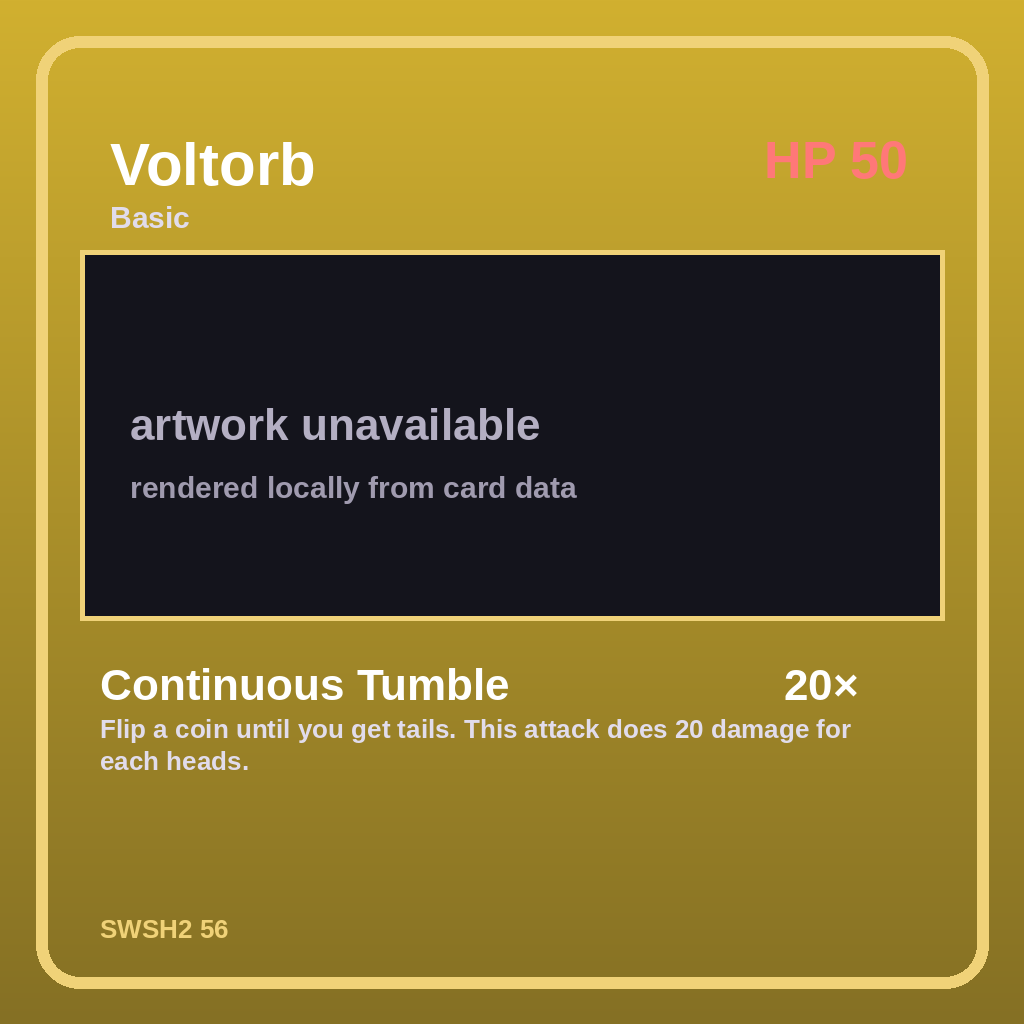 Voltorb
HP 50
Basic
artwork unavailable
rendered locally from card data
Continuous Tumble
20×
Flip a coin until you get tails. This attack does 20 damage for
each heads.
SWSH2 56